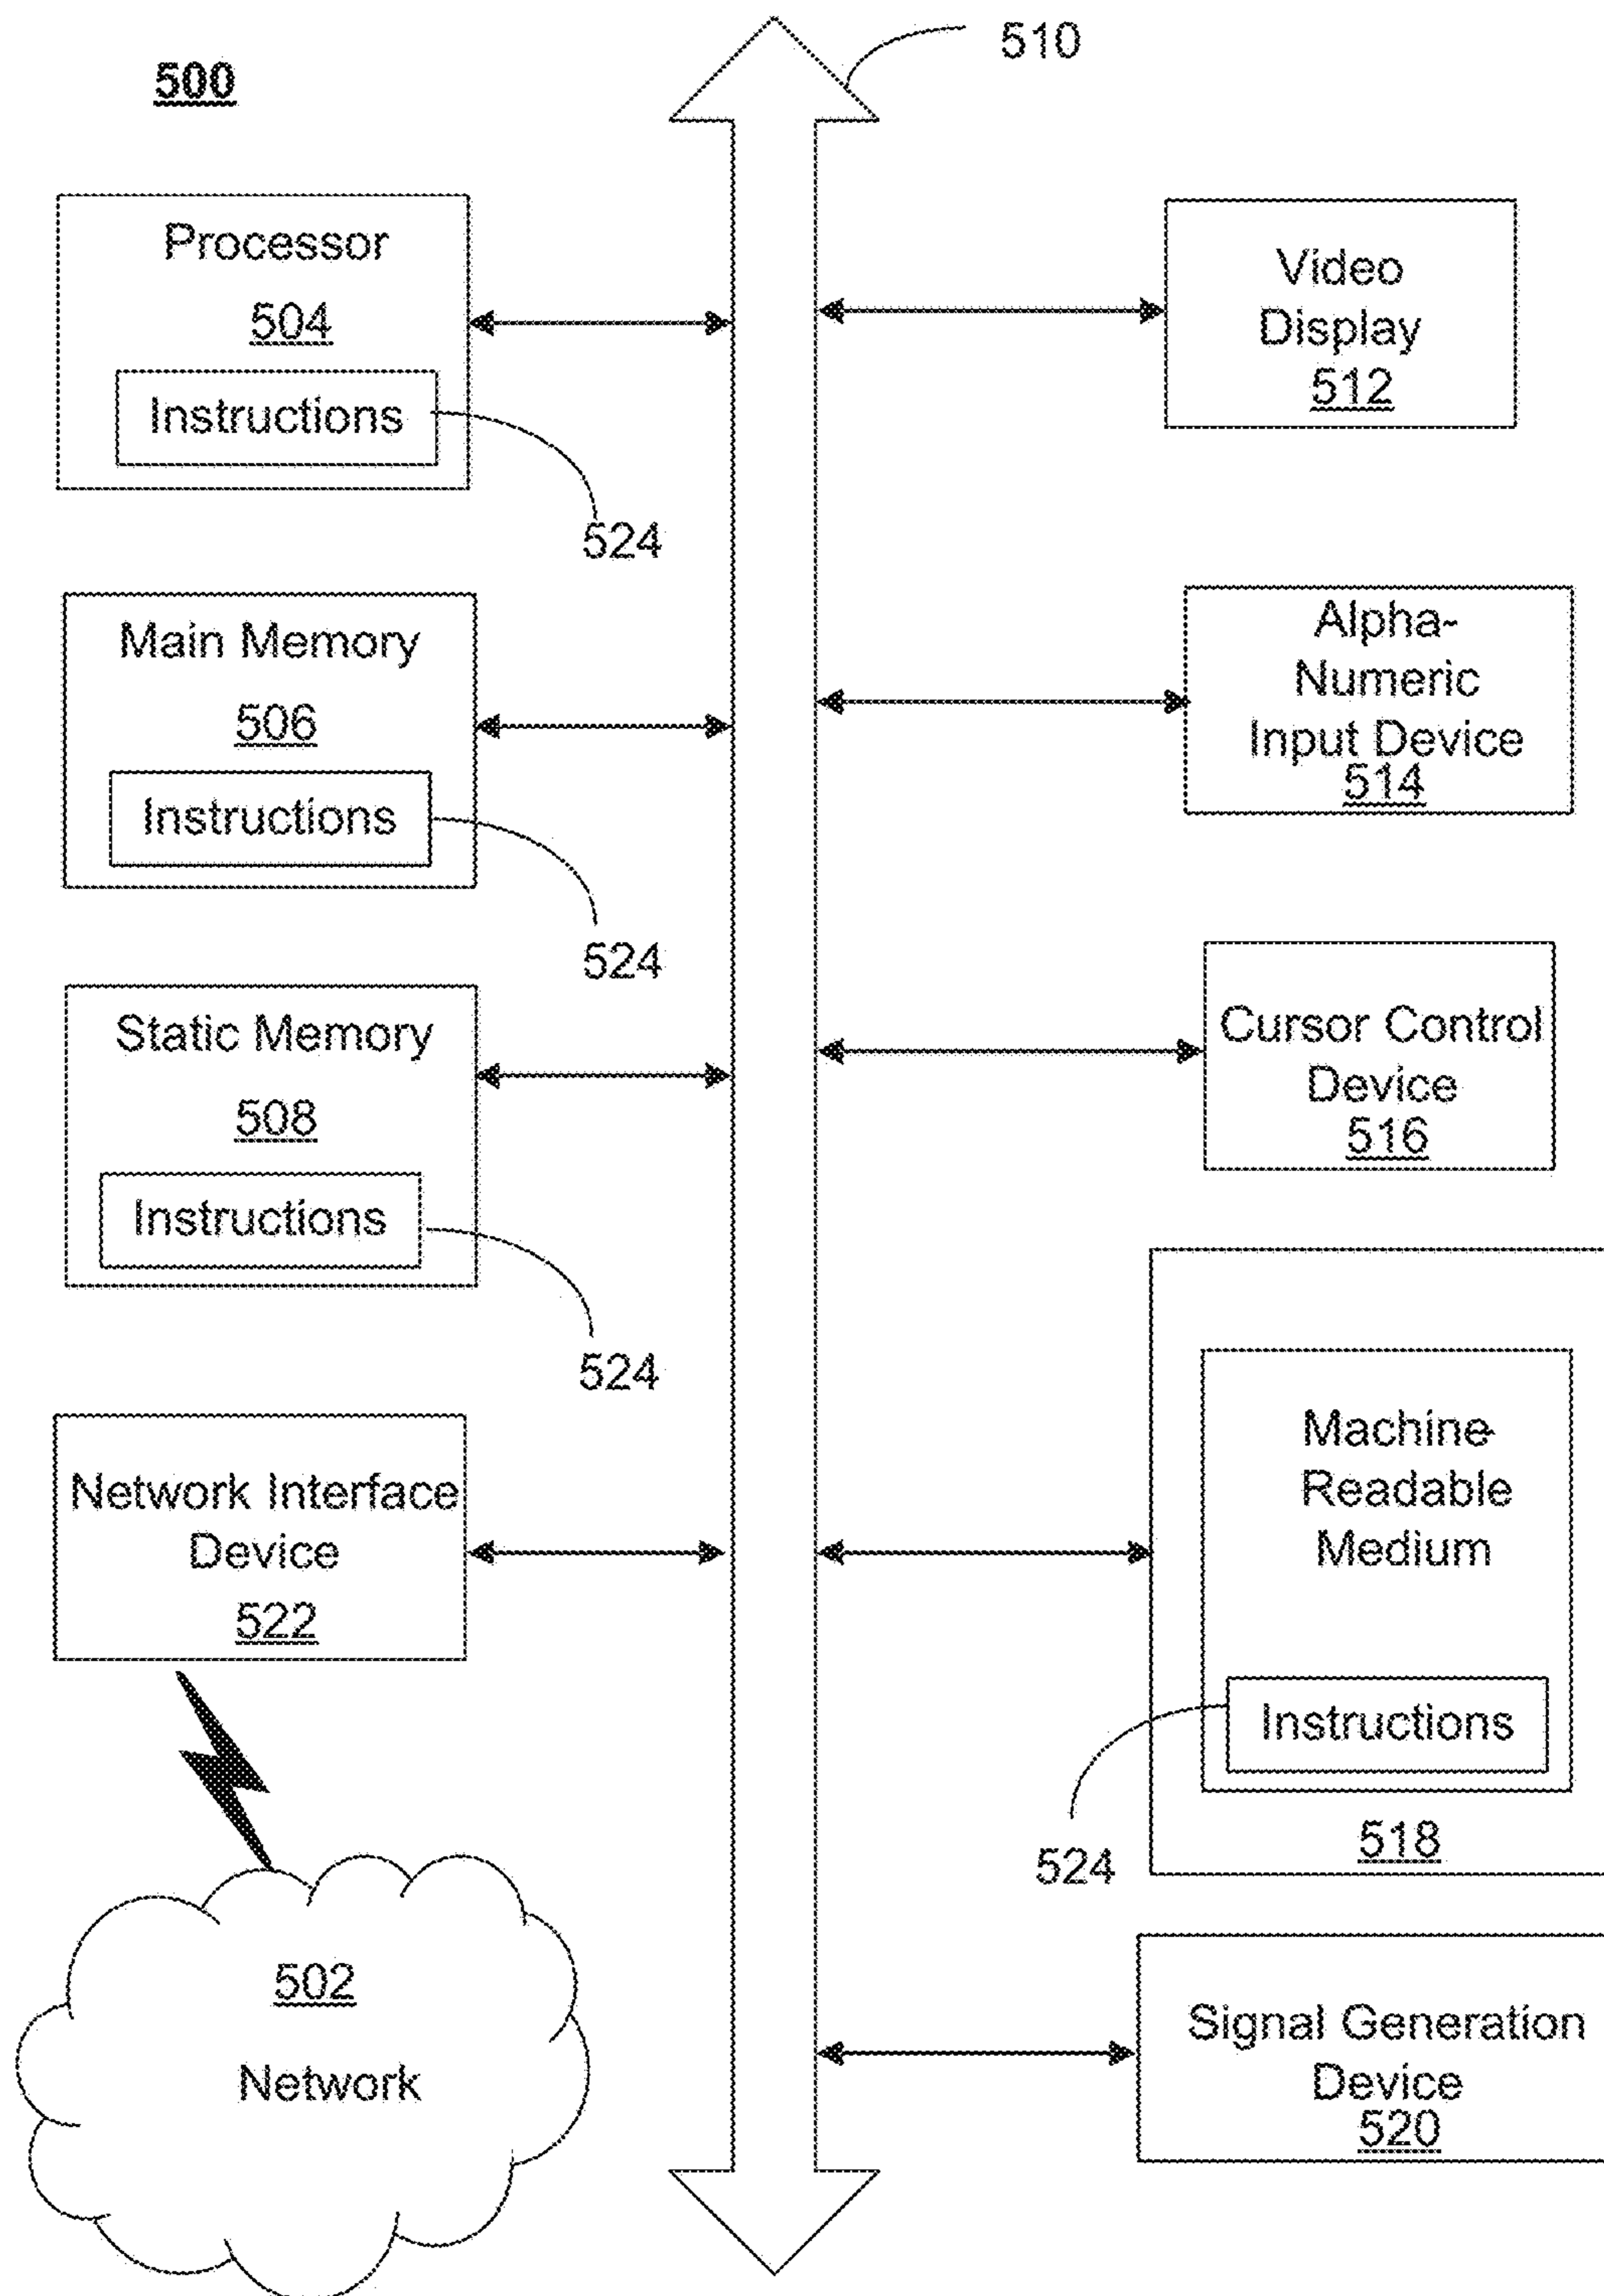 500
510
Processor
504
Instructions
524
Main Memory
506
Instructions
524
Static Memory
508
Instructions
524
Network Interface
Device
522
502
Network
Video
Display
512
Alpha-
Numeric
Input Device
514
Cursor Control
Device
516
Machine-
Readable
Medium
Instructions
524
518
Signal Generation
Device
520